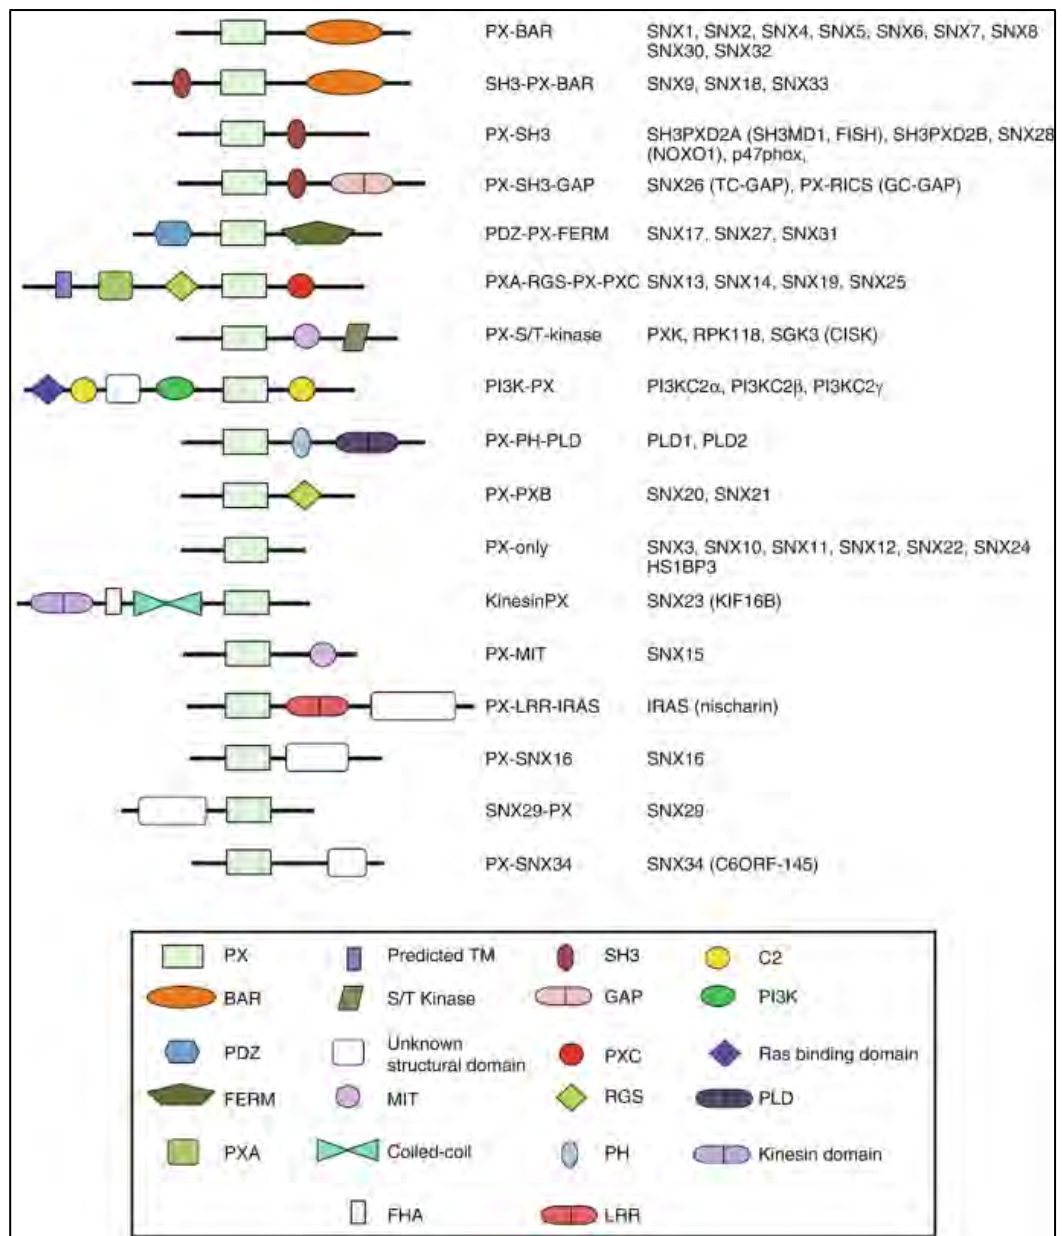 PX-BAR SNX1, SNX2, SNX4, SNX5, SNX6, SNX7, SNX8
SNX30, SNX32
SH3-PX-BAR SNX9, SNX18, SNX33
PX-SH3 SH3PXD2A (SH3MD1, FISH), SH3PXD2B, SNX28
(NOXO1), p47phox,
PX-SH3-GAP SNX26 (TC-GAP), PX-RICS (GC-GAP)
PDZ-PX-FERM SNX17, SNX27, SNX31
PXA-RGS-PX-PXC SNX13, SNX14, SNX19, SNX25
PX-S/T-kinase PXK, RPK118, SGK3 (CISK)
PI3K-PX PI3KC2α, PI3KC2β, PI3KC2γ
PX-PH-PLD PLD1, PLD2
PX-PXB SNX20, SNX21
PX-only SNX3, SNX10, SNX11, SNX12, SNX22, SNX24
HS1BP3
KinesinPX SNX23 (KIF16B)
PX-MIT SNX15
PX-LRR-IRAS IRAS (nischarin)
PX-SNX16 SNX16
SNX29-PX SNX29
PX-SNX34 SNX34 (C6ORF-145)
PX Predicted TM SH3 C2
BAR S/T Kinase GAP PI3K
PDZ Unknown structural domain PXC Ras binding domain
FERM MIT RGS PLD
PXA Coiled-coil PH Kinesin domain
FHA LRR